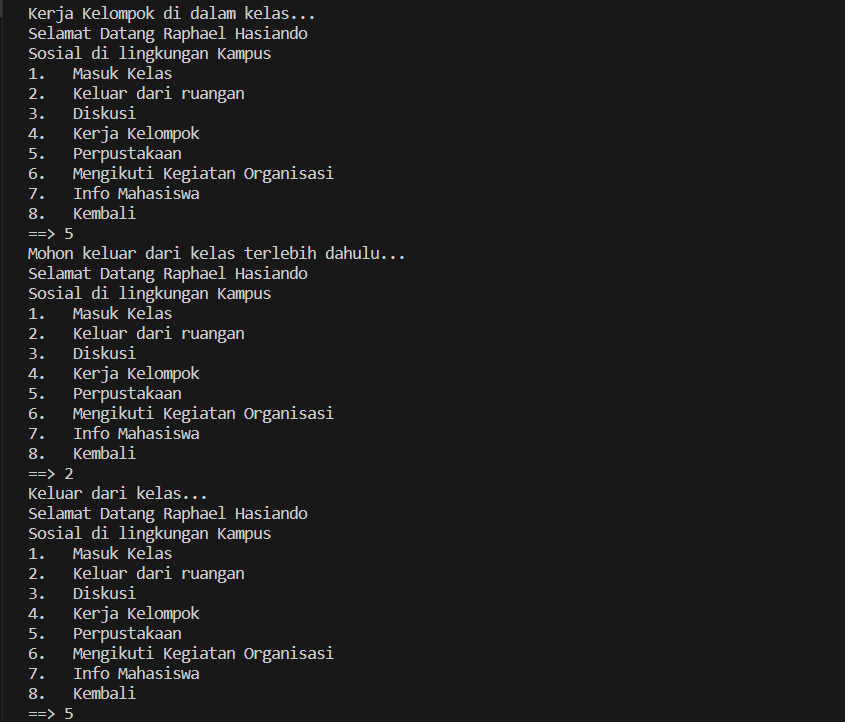 Kerja Kelompok di dalam kelas...
Selamat Datang Raphael Hasiando
Sosial di lingkungan Kampus
1.   Masuk Kelas
2.   Keluar dari ruangan
3.   Diskusi
4.   Kerja Kelompok
5.   Perpustakaan
6.   Mengikuti Kegiatan Organisasi
7.   Info Mahasiswa
8.   Kembali
==> 5
Mohon keluar dari kelas terlebih dahulu...
Selamat Datang Raphael Hasiando
Sosial di lingkungan Kampus
1.   Masuk Kelas
2.   Keluar dari ruangan
3.   Diskusi
4.   Kerja Kelompok
5.   Perpustakaan
6.   Mengikuti Kegiatan Organisasi
7.   Info Mahasiswa
8.   Kembali
==> 2
Keluar dari kelas...
Selamat Datang Raphael Hasiando
Sosial di lingkungan Kampus
1.   Masuk Kelas
2.   Keluar dari ruangan
3.   Diskusi
4.   Kerja Kelompok
5.   Perpustakaan
6.   Mengikuti Kegiatan Organisasi
7.   Info Mahasiswa
8.   Kembali
==> 5